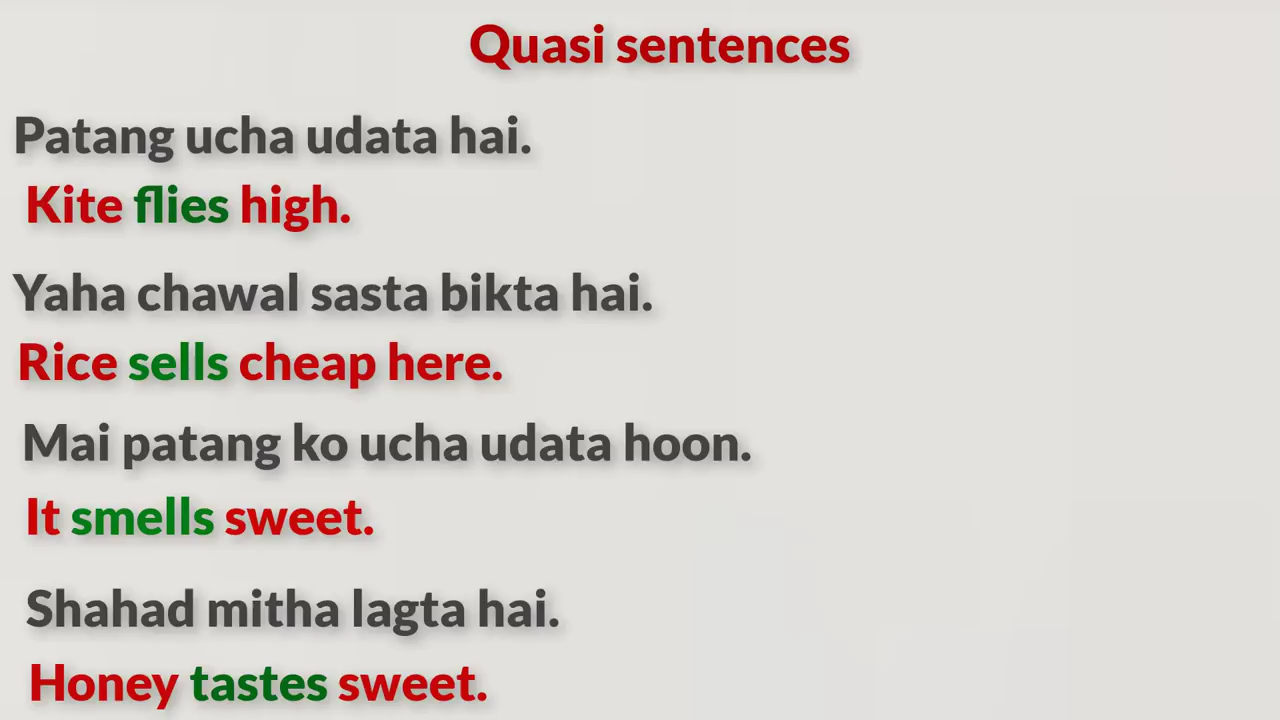 Quasi sentences
Patang ucha udata hai.
Kite flies high.
Yaha chawal sasta bikta hai.
Rice sells cheap here.
Mai patang ko ucha udata hoon.
It smells sweet.
Shahad mitha lagta hai.
Honey tastes sweet.